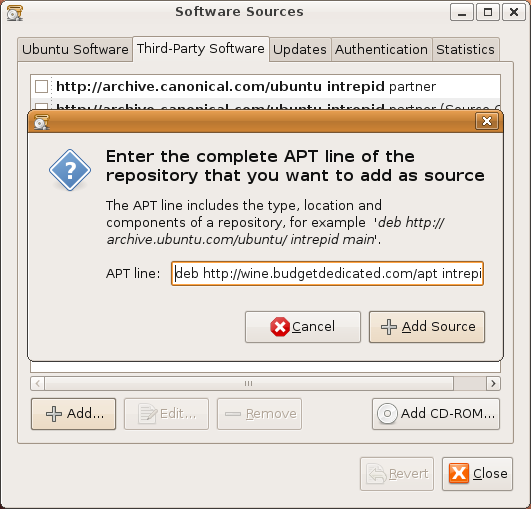 Software Sources
Ubuntu Software Third-Party Software Updates Authentication Statistics
http://archive.canonical.com/ubuntu intrepid partner
http://archive.canonical.com/ubuntu intrepid partner (Source
Enter the complete APT line of the
repository that you want to add as source
The APT line includes the type, location and
components of a repository, for example 'deb http://
archive.ubuntu.com/ubuntu/ intrepid main'.
APT line: deb http://wine.budgetdedicated.com/apt intrepi
Cancel Add Source
Add... Edit... Remove Add CD-ROM...
Revert Close